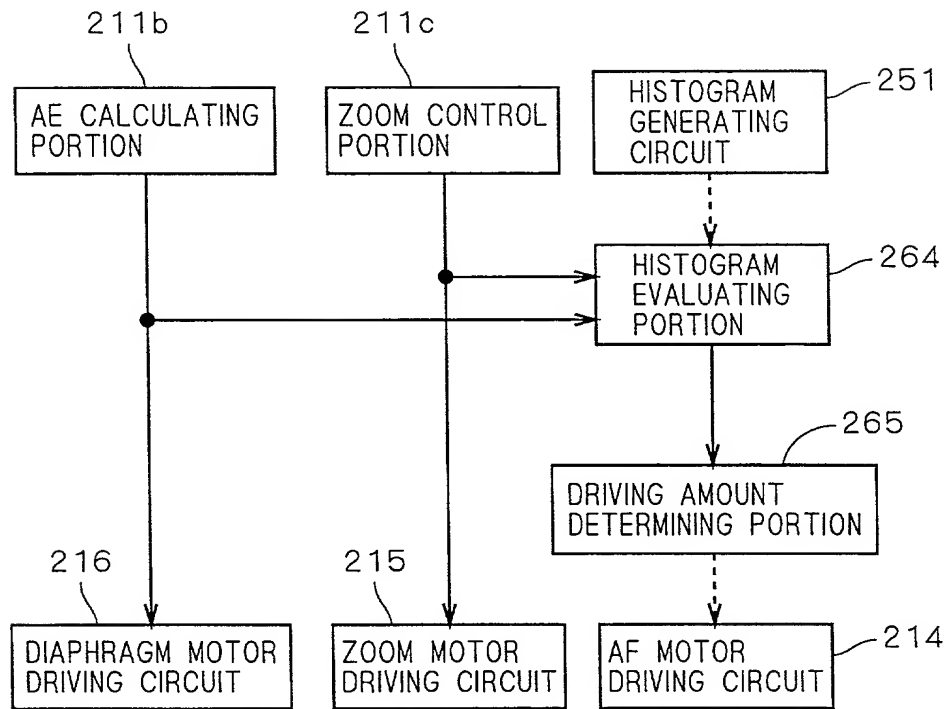 211b
211c
AE CALCULATING
PORTION
ZOOM CONTROL
PORTION
HISTOGRAM
GENERATING
CIRCUIT
251
HISTOGRAM
EVALUATING
PORTION
264
265
DRIVING AMOUNT
DETERMINING PORTION
216
215
DIAPHRAGM MOTOR
DRIVING CIRCUIT
ZOOM MOTOR
DRIVING CIRCUIT
AF MOTOR
DRIVING CIRCUIT
214